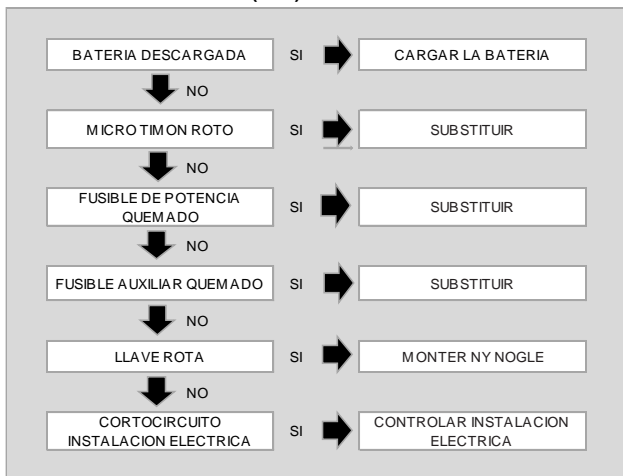 BATERIA DESCARGADA SI CARGAR LA BATERIA
NO
MICRO TIMON ROTO SI SUBSTITUIR
NO
FUSIBLE DE POTENCIA
QUEMADO SI SUBSTITUIR
NO
FUSIBLE AUXILIAR QUEMADO SI SUBSTITUIR
NO
LLAVE ROTA SI MONTER NY NOGLE
NO
CORTOCIRCUITO
INSTALACION ELECTRICA SI CONTROLAR INSTALACION
ELECTRICA